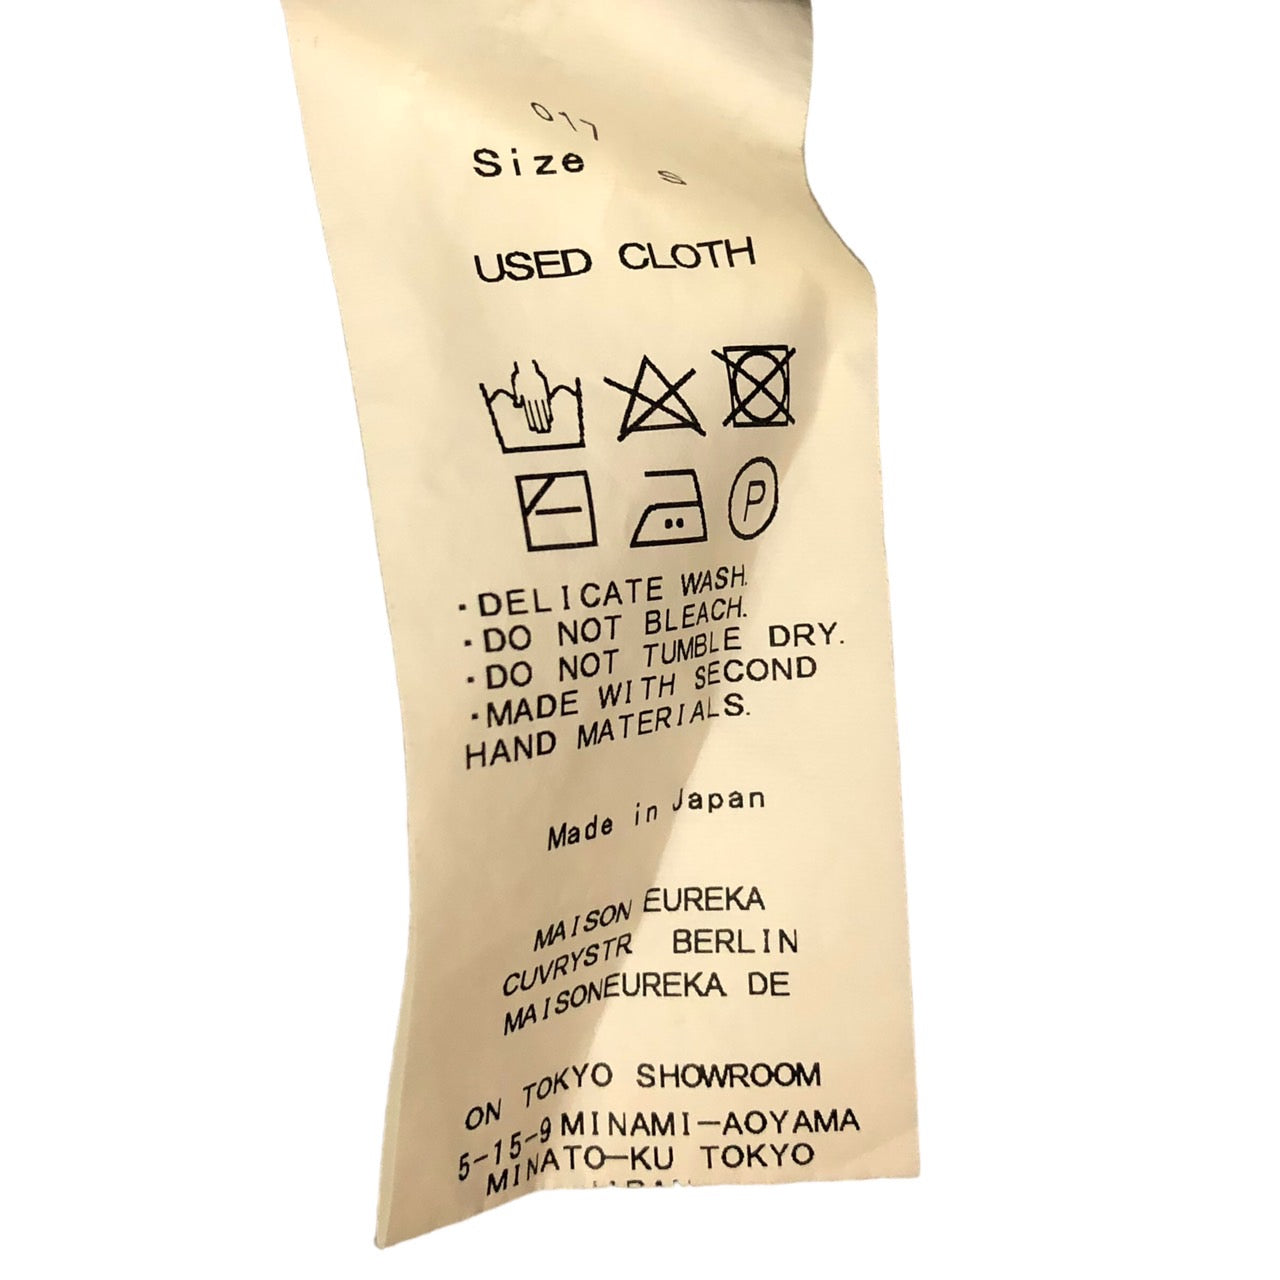 017
Size S
USED CLOTH
P
·DELICATE WASH.
·DO NOT BLEACH.
·DO NOT TUMBLE DRY.
·MADE WITH SECOND
HAND MATERIALS.
Made in Japan
MAISON EUREKA
CUVRYSTR BERLIN
MAISONEUREKA DE
ON TOKYO SHOWROOM
5-15-9 MINAMI-AOYAMA
MINATO-KU TOKYO